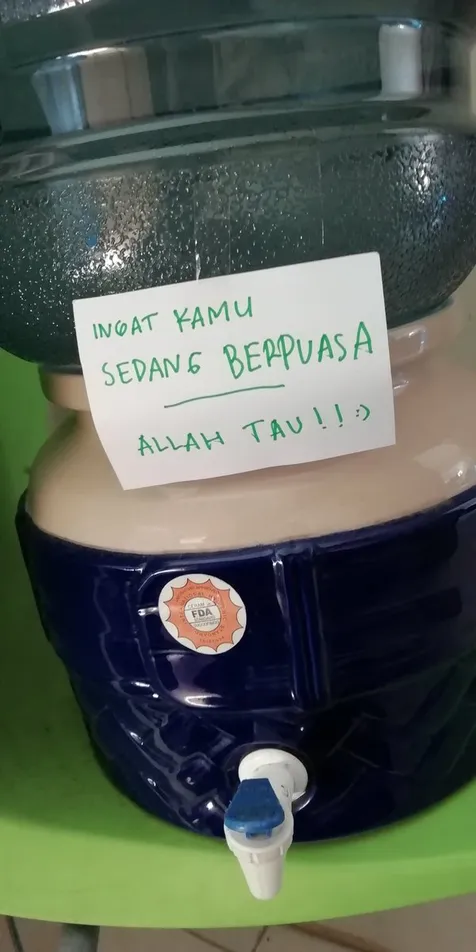 INGAT KAMU
SEDANG BERPUASA
ALLAH TAU!! :)
FDA